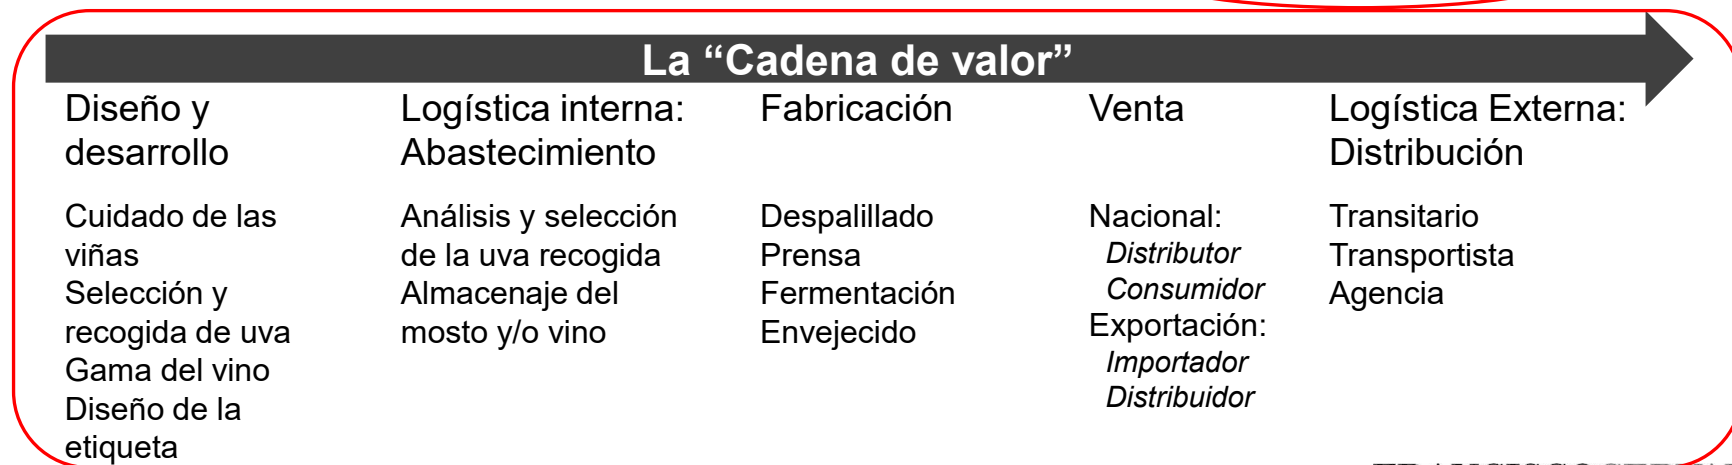 La “Cadena de valor”
Diseño y
desarrollo
Cuidado de las
viñas
Selección y
recogida de uva
Gama del vino
Diseño de la
etiqueta
Logística interna:
Abastecimiento
Análisis y selección
de la uva recogida
Almacenaje del
mosto y/o vino
Fabricación
Despalillado
Prensa
Fermentación
Envejecido
Venta
Nacional:
Distributor
Consumidor
Exportación:
Importador
Distribuidor
Logística Externa:
Distribución
Transitario
Transportista
Agencia